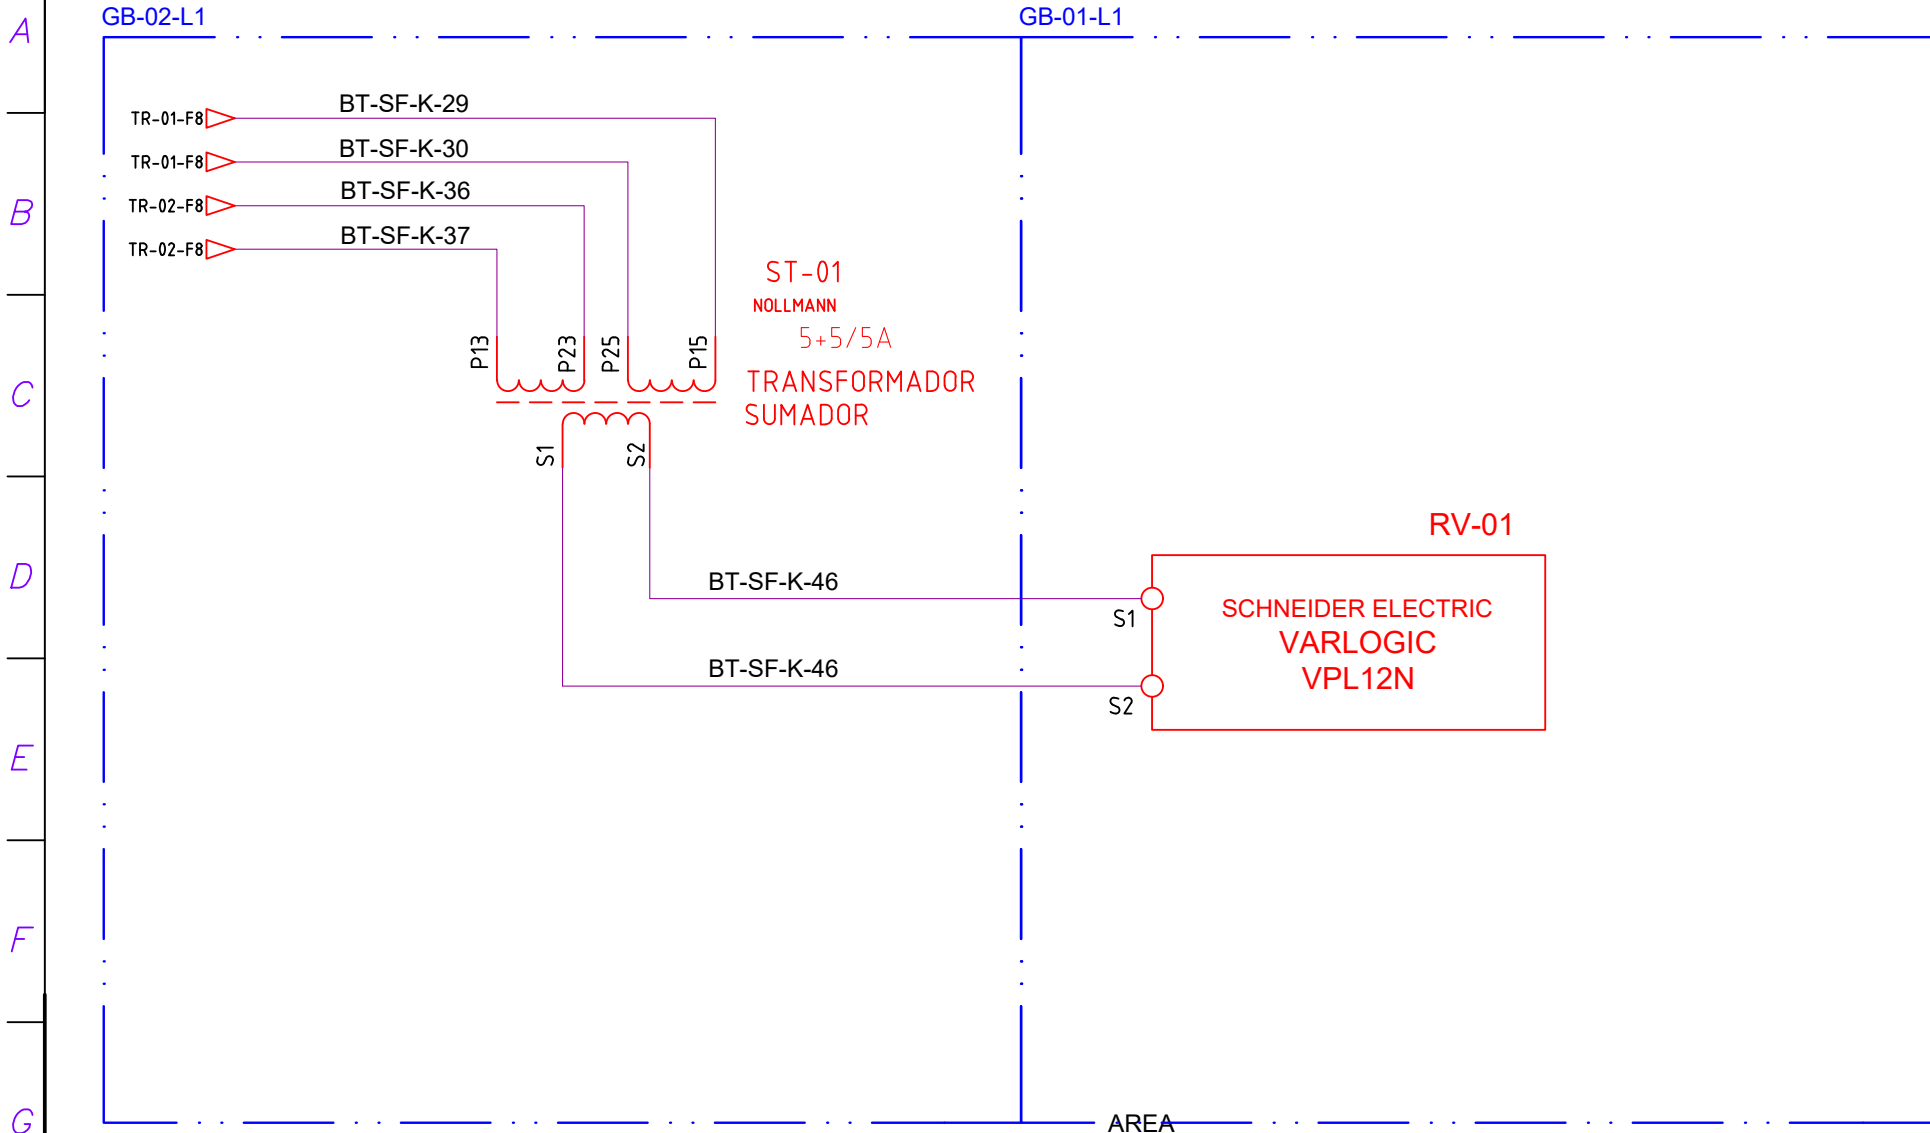 A
GB-02-L1
GB-01-L1
TR-01-F8
BT-SF-K-29
TR-01-F8
BT-SF-K-30
B
TR-02-F8
BT-SF-K-36
TR-02-F8
BT-SF-K-37
ST-01
NOLLMANN
5+5/5A
P13
P23
P25
P15
C
TRANSFORMADOR
SUMADOR
S1
S2
RV-01
D
BT-SF-K-46
S1
SCHNEIDER ELECTRIC
VARLOGIC
VPL12N
BT-SF-K-46
S2
E
F
G
AREA